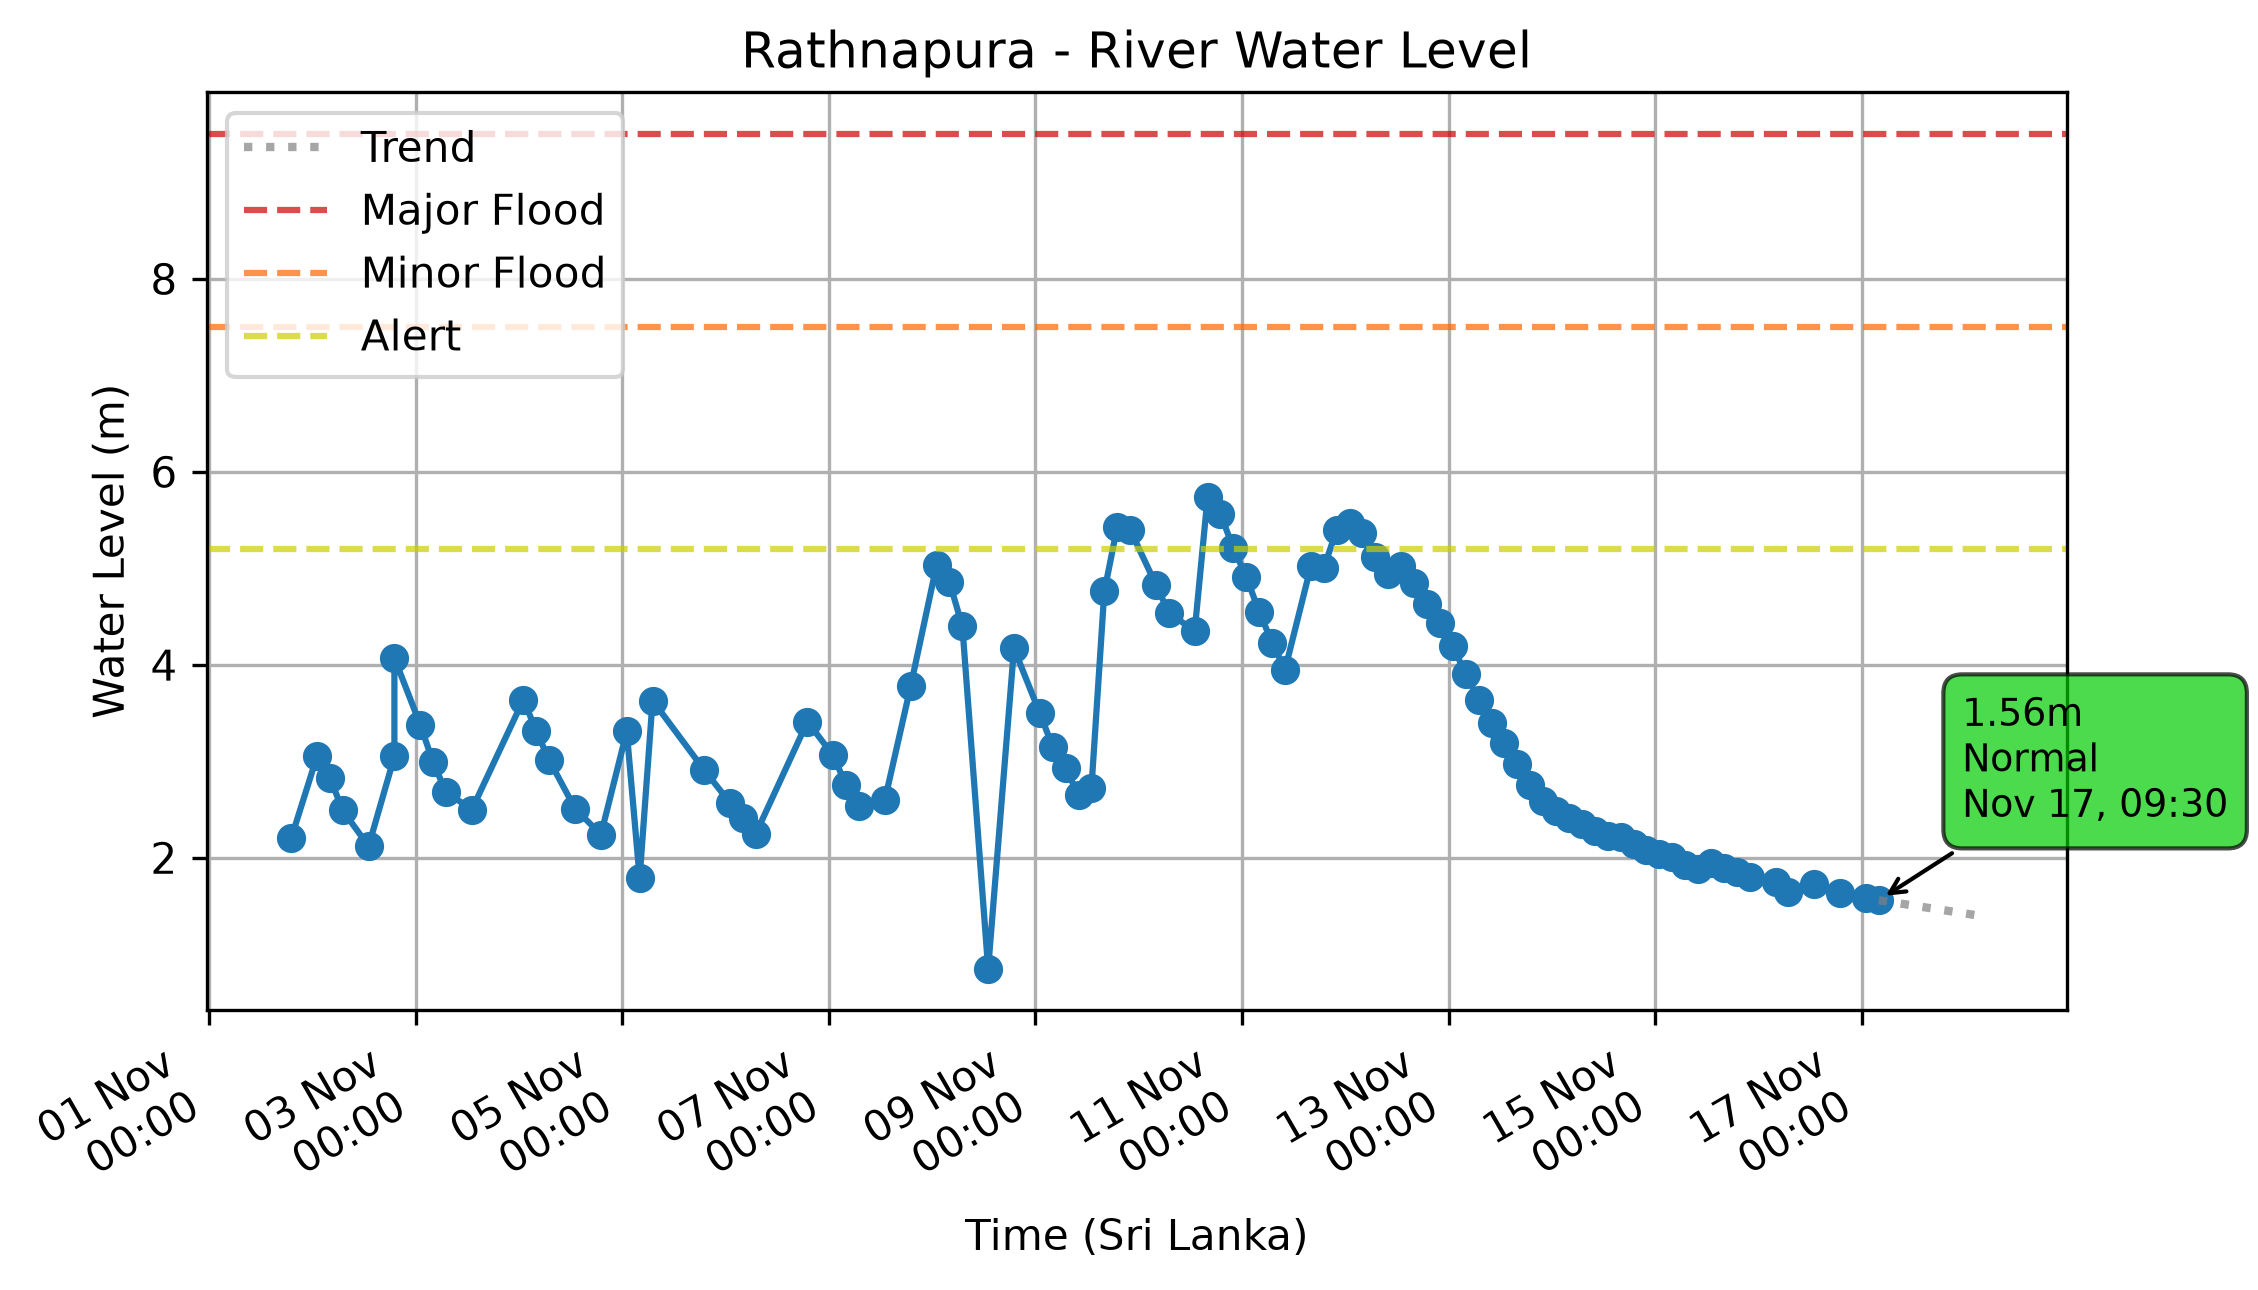 Rathnapura - River Water Level
Trend
Major Flood
Minor Flood
Alert
8
6
4
2
Water Level (m)
1.56m
Normal
Nov 17, 09:30
01 Nov
00:00
03 Nov
00:00
05 Nov
00:00
07 Nov
00:00
09 Nov
00:00
11 Nov
00:00
13 Nov
00:00
15 Nov
00:00
17 Nov
00:00
Time (Sri Lanka)